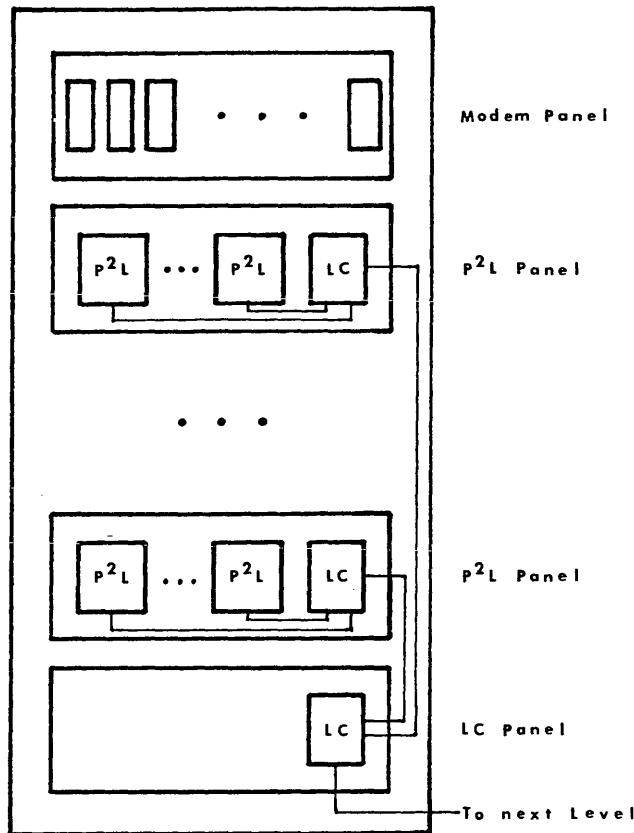 Modem Panel
P²L ... P²L LC P²L Panel
P²L ... P²L LC P²L Panel
LC LC Panel
To next Level